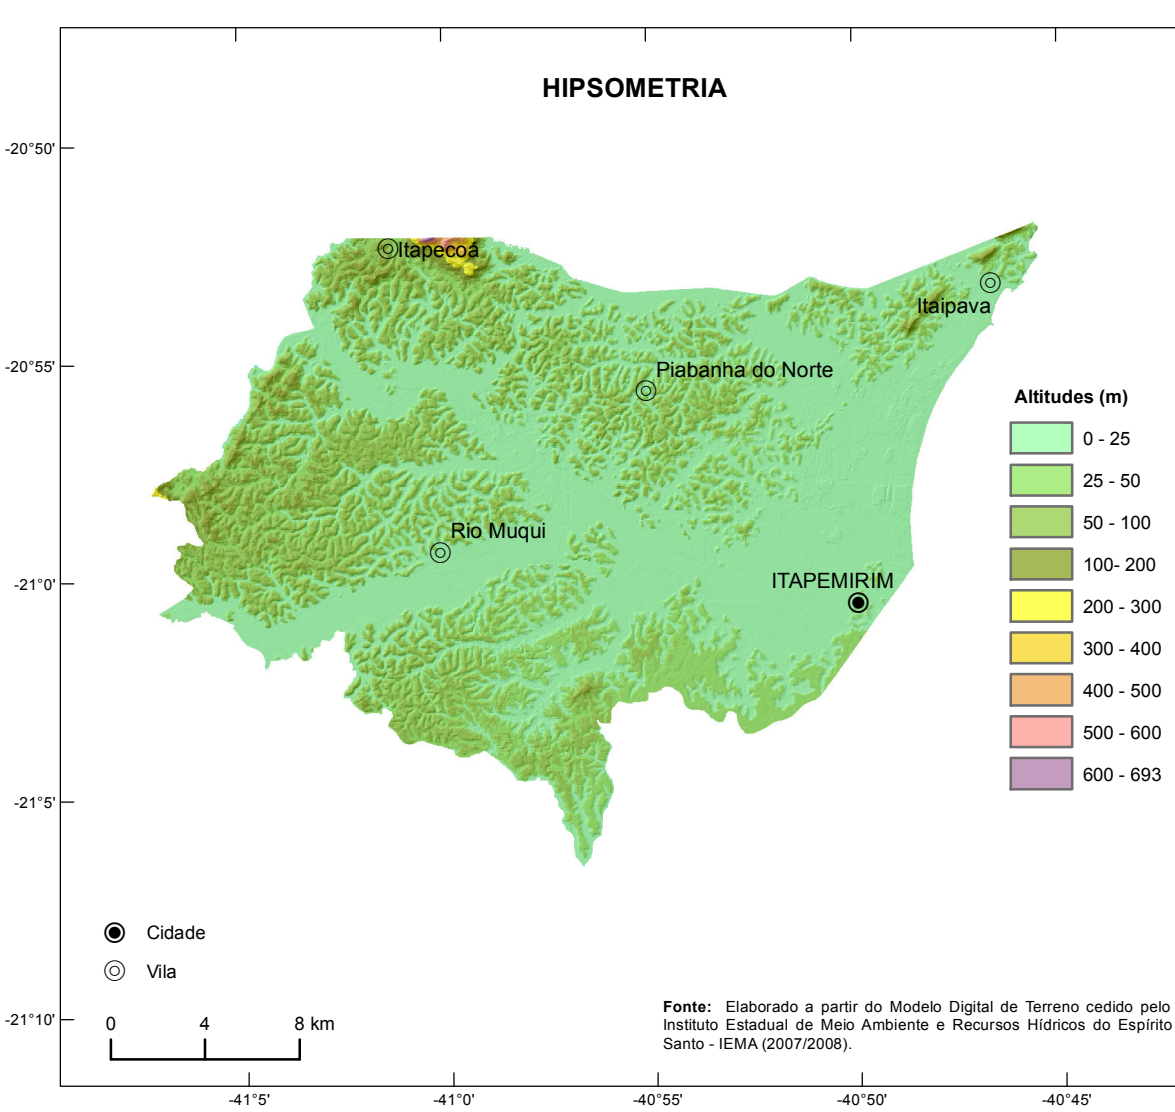 HIPSOMETRIA
-20°50'
Itapecoá
Itaipava
-20°55'
Piabanha do Norte
Altitudes (m)
0 - 25
25 - 50
50 - 100
100- 200
200 - 300
300 - 400
400 - 500
500 - 600
600 - 693
Rio Muqui
-21°0'
ITAPEMIRIM
-21°5'
Cidade
Vila
-21°10'
0 4 8 km
Fonte: Elaborado a partir do Modelo Digital de Terreno cedido pelo
Instituto Estadual de Meio Ambiente e Recursos Hídricos do Espírito
Santo - IEMA (2007/2008).
-41°5' -41°0' -40°55' -40°50' -40°45'